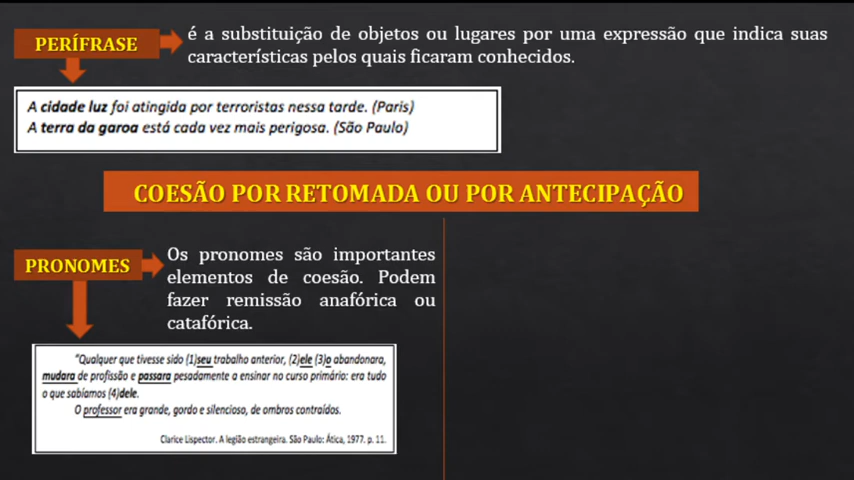 PERÍFRASE
é a substituição de objetos ou lugares por uma expressão que indica suas
características pelos quais ficaram conhecidos.
A cidade luz foi atingida por terroristas nessa tarde. (Paris)
A terra da garoa está cada vez mais perigosa. (São Paulo)
COESÃO POR RETOMADA OU POR ANTECIPAÇÃO
PRONOMES
Os pronomes são importantes
elementos de coesão. Podem
fazer remissão anafórica ou
catafórica.
"Qualquer que tivesse sido (1)seu trabalho anterior, (2)ele (3)o abandonara,
mudara de profissão e passara pesadamente a ensinar no curso primário: era tudo
o que sabíamos (4)dele.
O professor era grande, gordo e silencioso, de ombros contraídos.
Clarice Lispector. A legião estrangeira. São Paulo: Ática, 1977. p. 11.